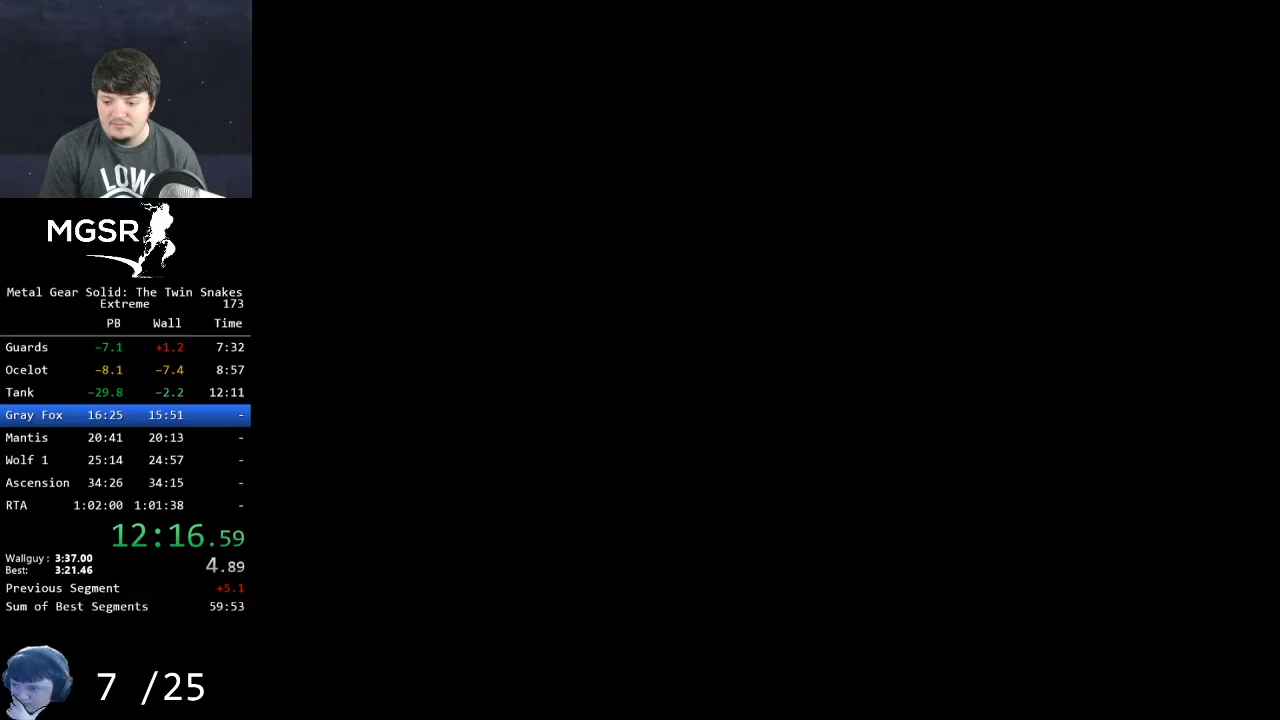 LOW
MGSR
Metal Gear Solid: The Twin Snakes
Extreme 173
PB Wall Time
Guards -7.1 +1.2 7:32
Ocelot -8.1 -7.4 8:57
Tank -29.8 -2.2 12:11
Gray Fox 16:25 15:51 -
Mantis 20:41 20:13 -
Wolf 1 25:14 24:57 -
Ascension 34:26 34:15 -
RTA 1:02:00 1:01:38 -
12:16.59
Wallguy : 3:37.00
Best: 3:21.46 4.89
Previous Segment +5.1
Sum of Best Segments 59:53
7 /25